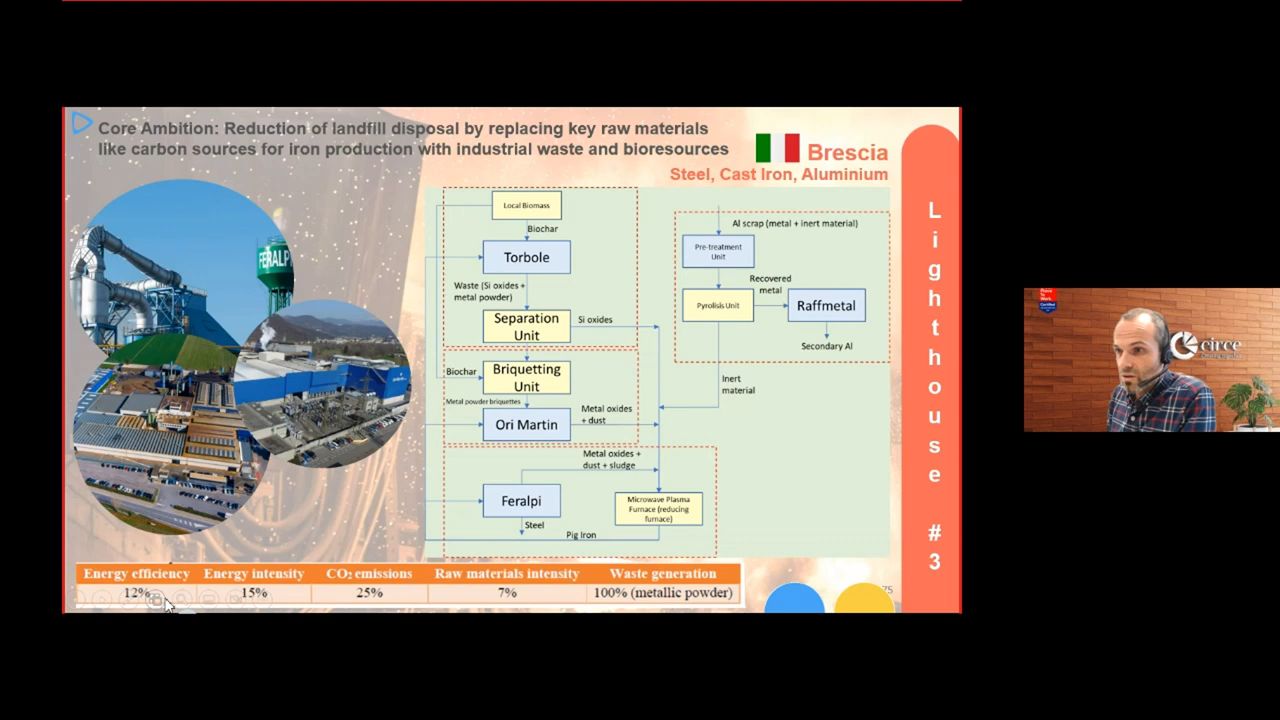 Core Ambition: Reduction of landfill disposal by replacing key raw materials
like carbon sources for iron production with industrial waste and bioresources
Brescia
Steel, Cast Iron, Aluminium
Lighthouse #3
FERALPI
Local Biomass
Biochar
Torbole
Waste (Si oxides +
metal powder)
Separation
Unit
Si oxides
Biochar
Briquetting
Unit
Metal powder briquettes
Ori Martin
Metal oxides
+ dust
Metal oxides +
dust + sludge
Feralpi
Steel
Microwave Plasma
Furnace (reducing
furnace)
Pig Iron
Al scrap (metal + inert material)
Pre-treatment
Unit
Recovered
metal
Pyrolisis Unit
Raffmetal
Secondary Al
Inert
material
Energy efficiency Energy intensity CO₂ emissions Raw materials intensity Waste generation
12% 15% 25% 7% 100% (metallic powder)
75
circe